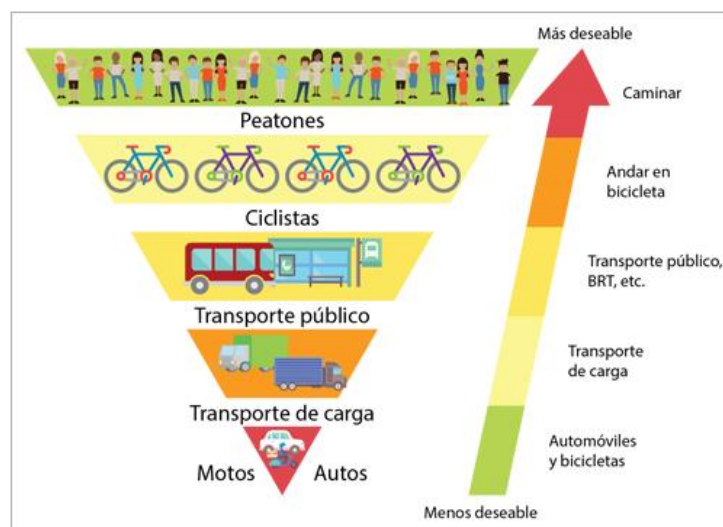 Más deseable
Caminar
Peatones
Andar en
bicicleta
Ciclistas
Transporte público,
BRT, etc.
Transporte público
Transporte
de carga
Transporte de carga
Automóviles
y bicicletas
Motos Autos
Menos deseable